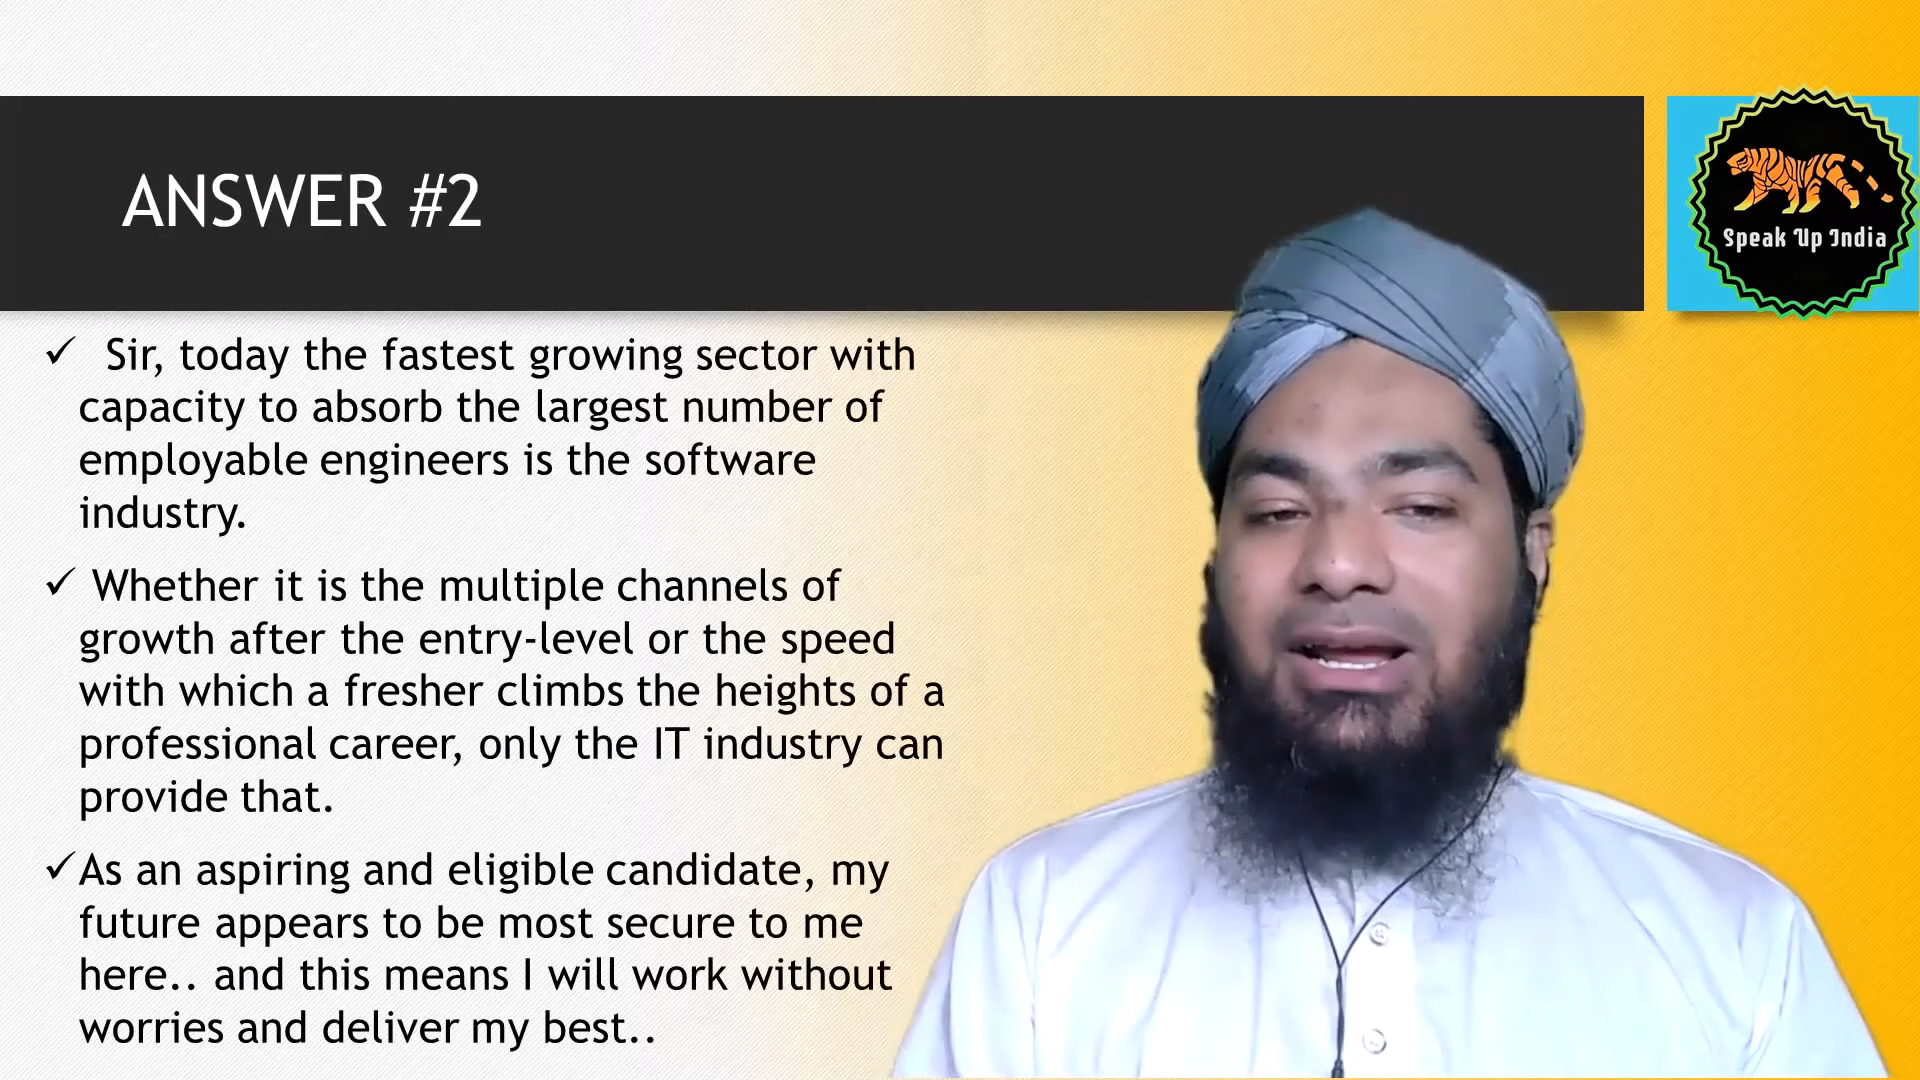 ANSWER #2
Speak Up India
✓ Sir, today the fastest growing sector with
capacity to absorb the largest number of
employable engineers is the software
industry.
✓ Whether it is the multiple channels of
growth after the entry-level or the speed
with which a fresher climbs the heights of a
professional career, only the IT industry can
provide that.
✓As an aspiring and eligible candidate, my
future appears to be most secure to me
here.. and this means I will work without
worries and deliver my best..